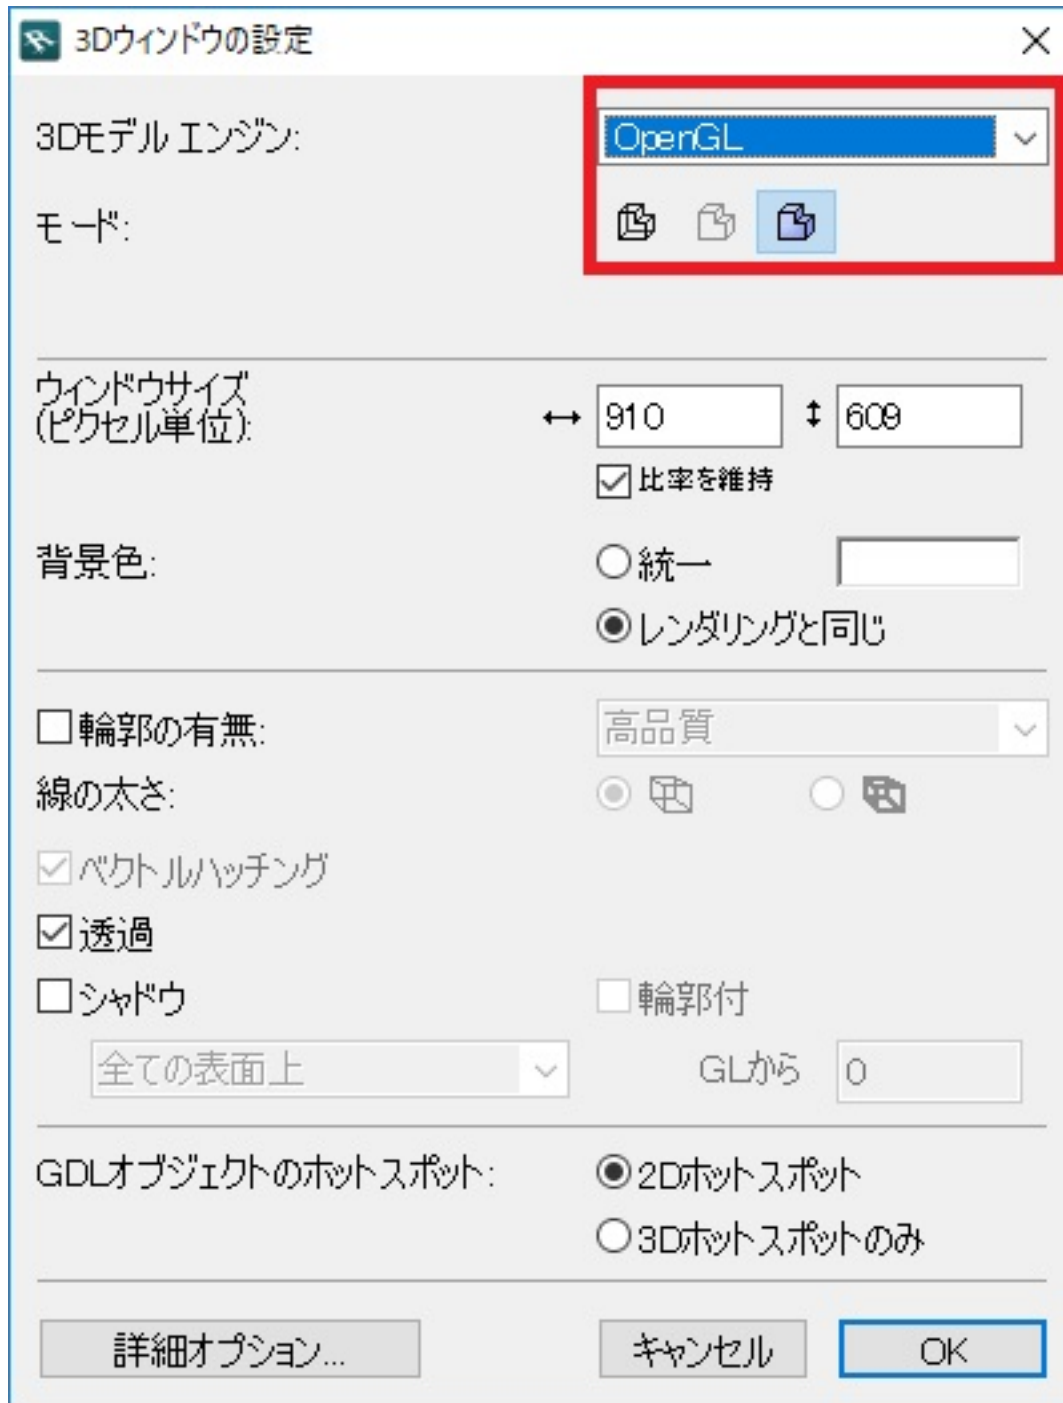 3Dウィンドウの設定
3Dモデル エンジン: OpenGL
モード:
ウィンドウサイズ
(ピクセル単位): 910 609
比率を維持
背景色: 統一
レンダリングと同じ
輪郭の有無: 高品質
線の太さ:
ベクトルハッチング
透過
シャドウ 輪郭付
全ての表面上 GLから 0
GDLオブジェクトのホットスポット: 2Dホットスポット
3Dホットスポットのみ
詳細オプション... キャンセル OK